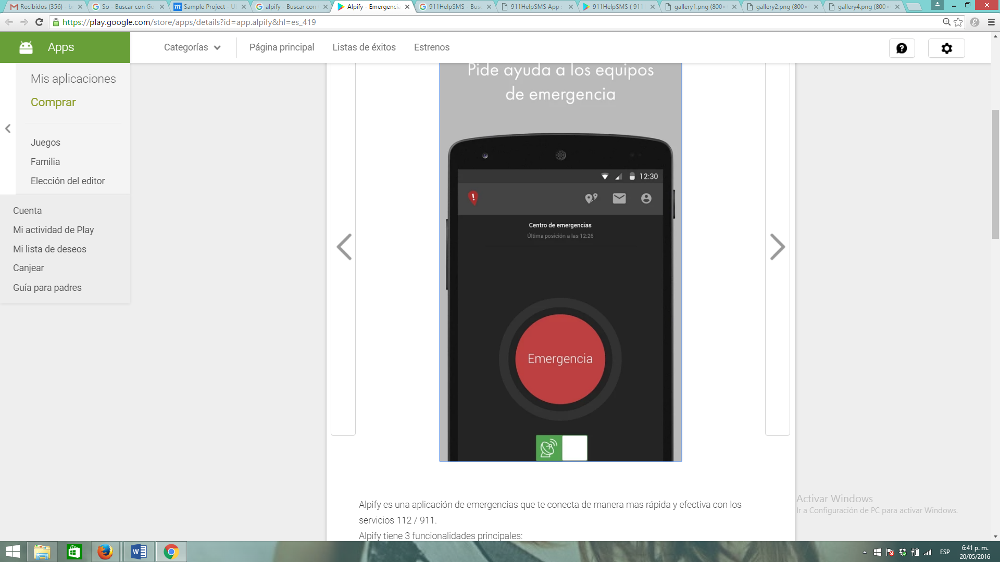 Recibidos (356) - b
So - Buscar con Go
Sample Project - U
alpify - Buscar con
Alpify - Emergencia
911HelpSMS - Bus
911HelpSMS App
911HelpSMS ( 911
gallery1.png (800×
gallery2.png (800×
gallery4.png (800×
https://play.google.com/store/apps/details?id=app.alpify&hl=es_419
Apps
Categorías
Página principal
Listas de éxitos
Estrenos
Mis aplicaciones
Comprar
Juegos
Familia
Elección del editor
Cuenta
Mi actividad de Play
Mi lista de deseos
Canjear
Guía para padres
Pide ayuda a los equipos
de emergencia
12:30
Centro de emergencias
Última posición a las 12:26
Emergencia
Alpify es una aplicación de emergencias que te conecta de manera mas rápida y efectiva con los
servicios 112 / 911.
Alpify tiene 3 funcionalidades principales:
Activar Windows
Ir a Configuración de PC para activar Windows.
ESP
6:41 p. m.
20/05/2016